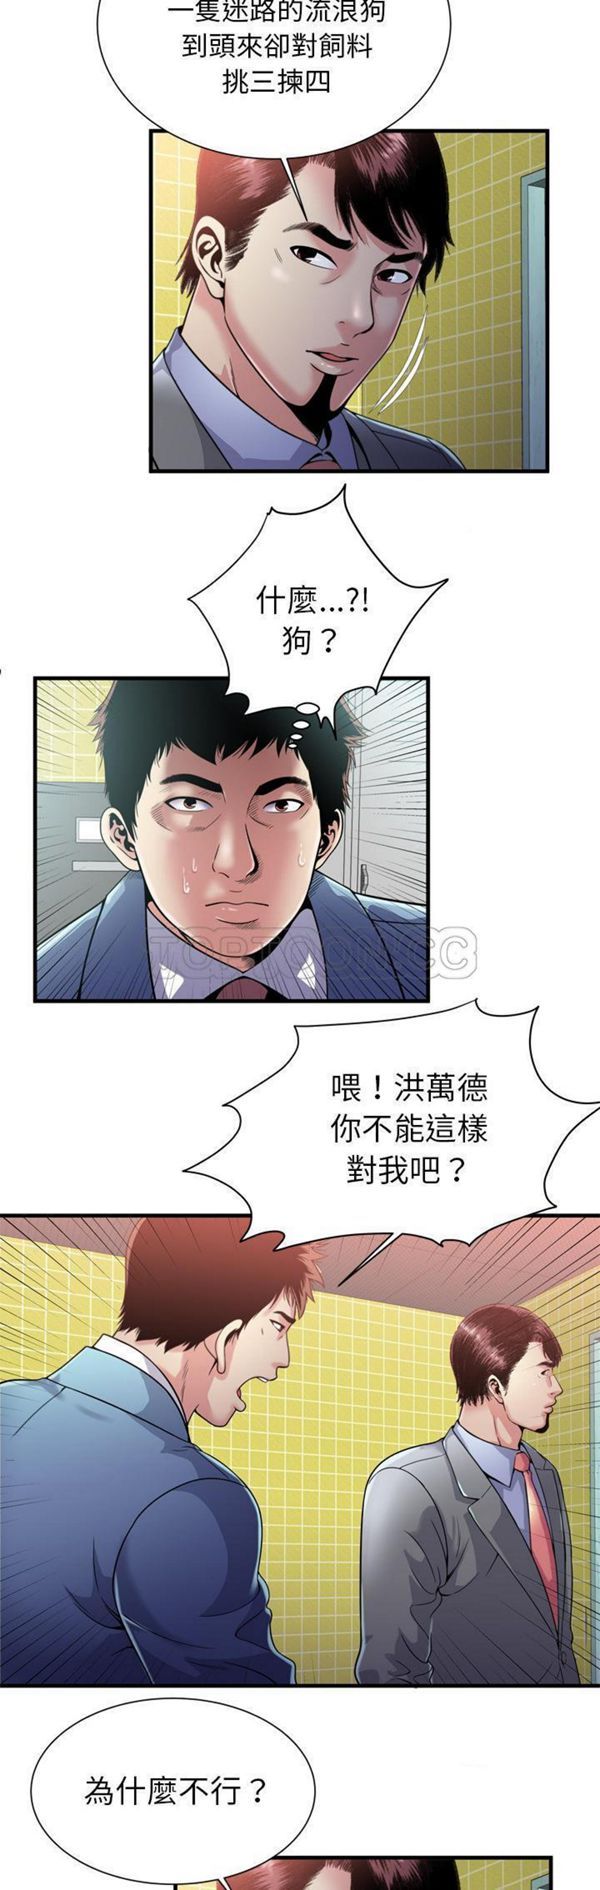 一隻迷路的流浪狗
到頭來卻對飼料
挑三揀四
什麼...?!
狗？
TOPTOON.CC
喂！洪萬德
你不能這樣
對我吧？
為什麼不行？